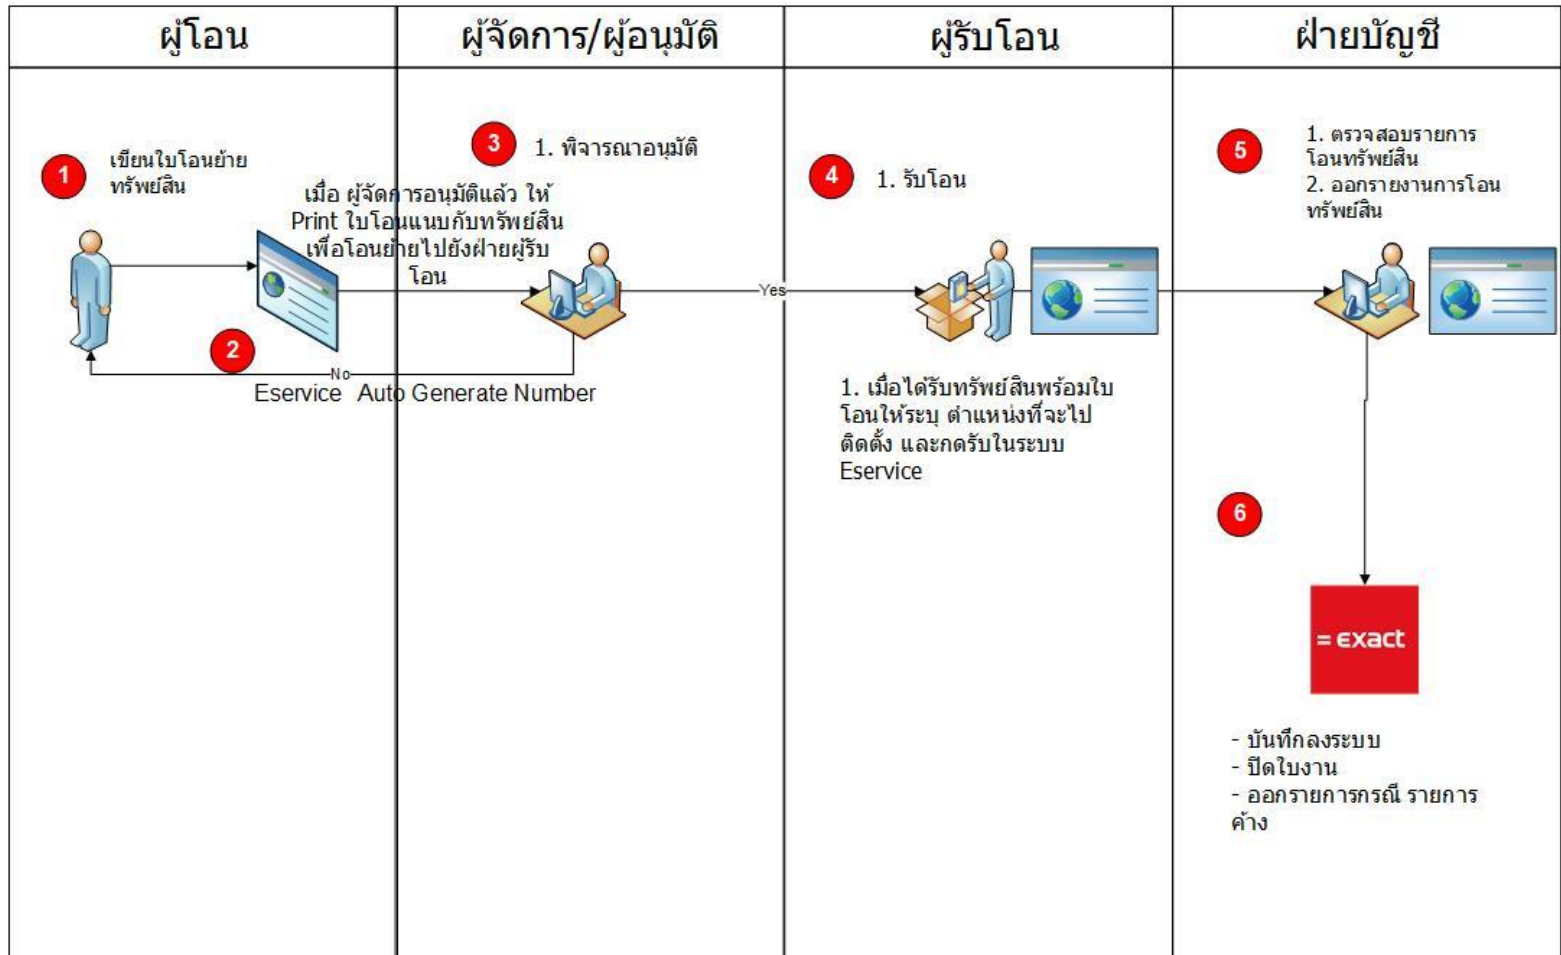 ผู้โอน
ผู้จัดการ/ผู้อนุมัติ
ผู้รับโอน
ฝ่ายบัญชี
1
เขียนใบโอนย้าย
ทรัพย์สิน
เมื่อ ผู้จัดการอนุมัติแล้ว ให้
Print ใบโอนแนบกับทรัพย์สิน
เพื่อโอนย้ายไปยังฝ่ายผู้รับ
โอน
2
No
Eservice Auto Generate Number
3
1. พิจารณาอนุมัติ
Yes
4
1. รับโอน
1. เมื่อได้รับทรัพย์สินพร้อมใบ
โอนให้ระบุ ตำแหน่งที่จะไป
ติดตั้ง และกดรับในระบบ
Eservice
5
1. ตรวจสอบรายการ
โอนทรัพย์สิน
2. ออกรายงานการโอน
ทรัพย์สิน
6
= exact
- บันทึกลงระบบ
- ปิดใบงาน
- ออกรายการกรณี รายการ
ค้าง